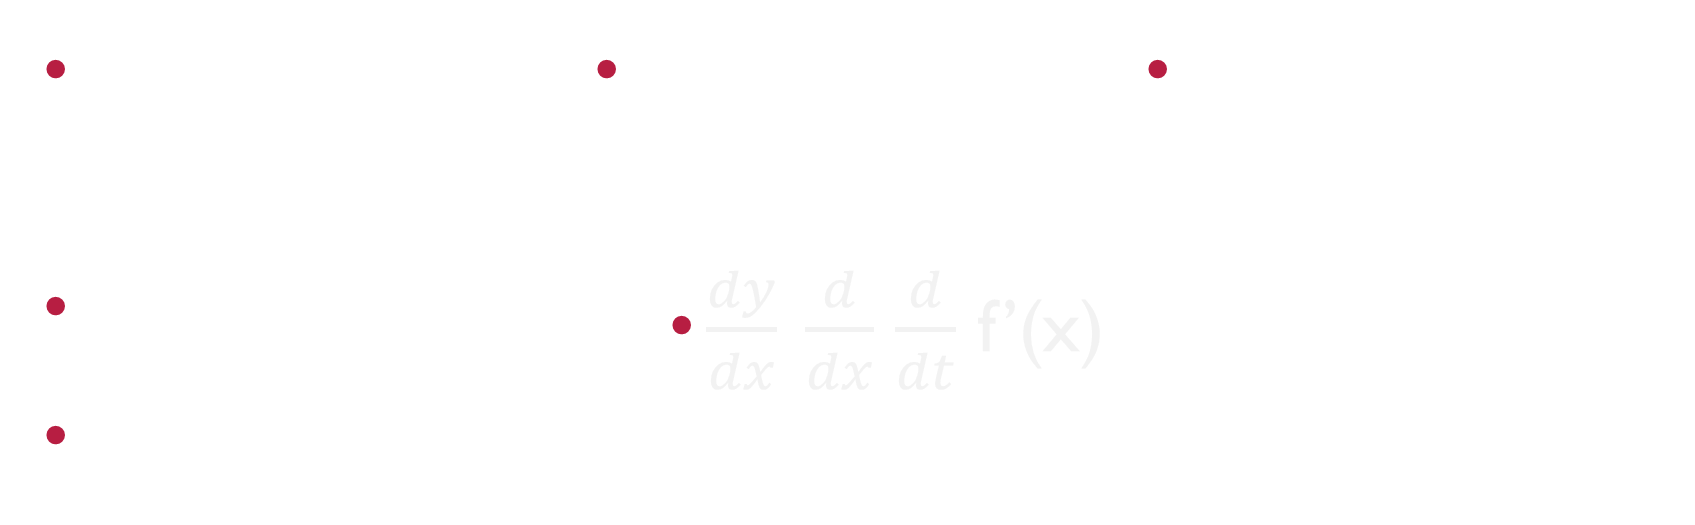 • dy/dx d/dx d/dt f’(x)